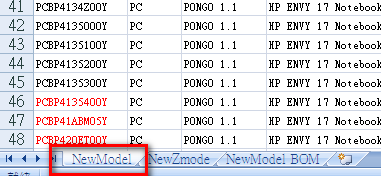 41 PCBP4134Z00Y PC PONGO 1.1 HP ENVY 17 Notebook
42 PCBP4135000Y PC PONGO 1.1 HP ENVY 17 Notebook
43 PCBP4135100Y PC PONGO 1.1 HP ENVY 17 Notebook
44 PCBP4135200Y PC PONGO 1.1 HP ENVY 17 Notebook
45 PCBP4135300Y PC PONGO 1.1 HP ENVY 17 Notebook
46 PCBP4135400Y PC PONGO 1.1 HP ENVY 17 Notebook
47 PCBP41ABM05Y PC PONGO 1.1 HP ENVY 17 Notebook
48 PCBP420ET00Y PC PONGO 1.1 HP ENVY 17 Notebook
NewModel NewZmode NewModel BOM